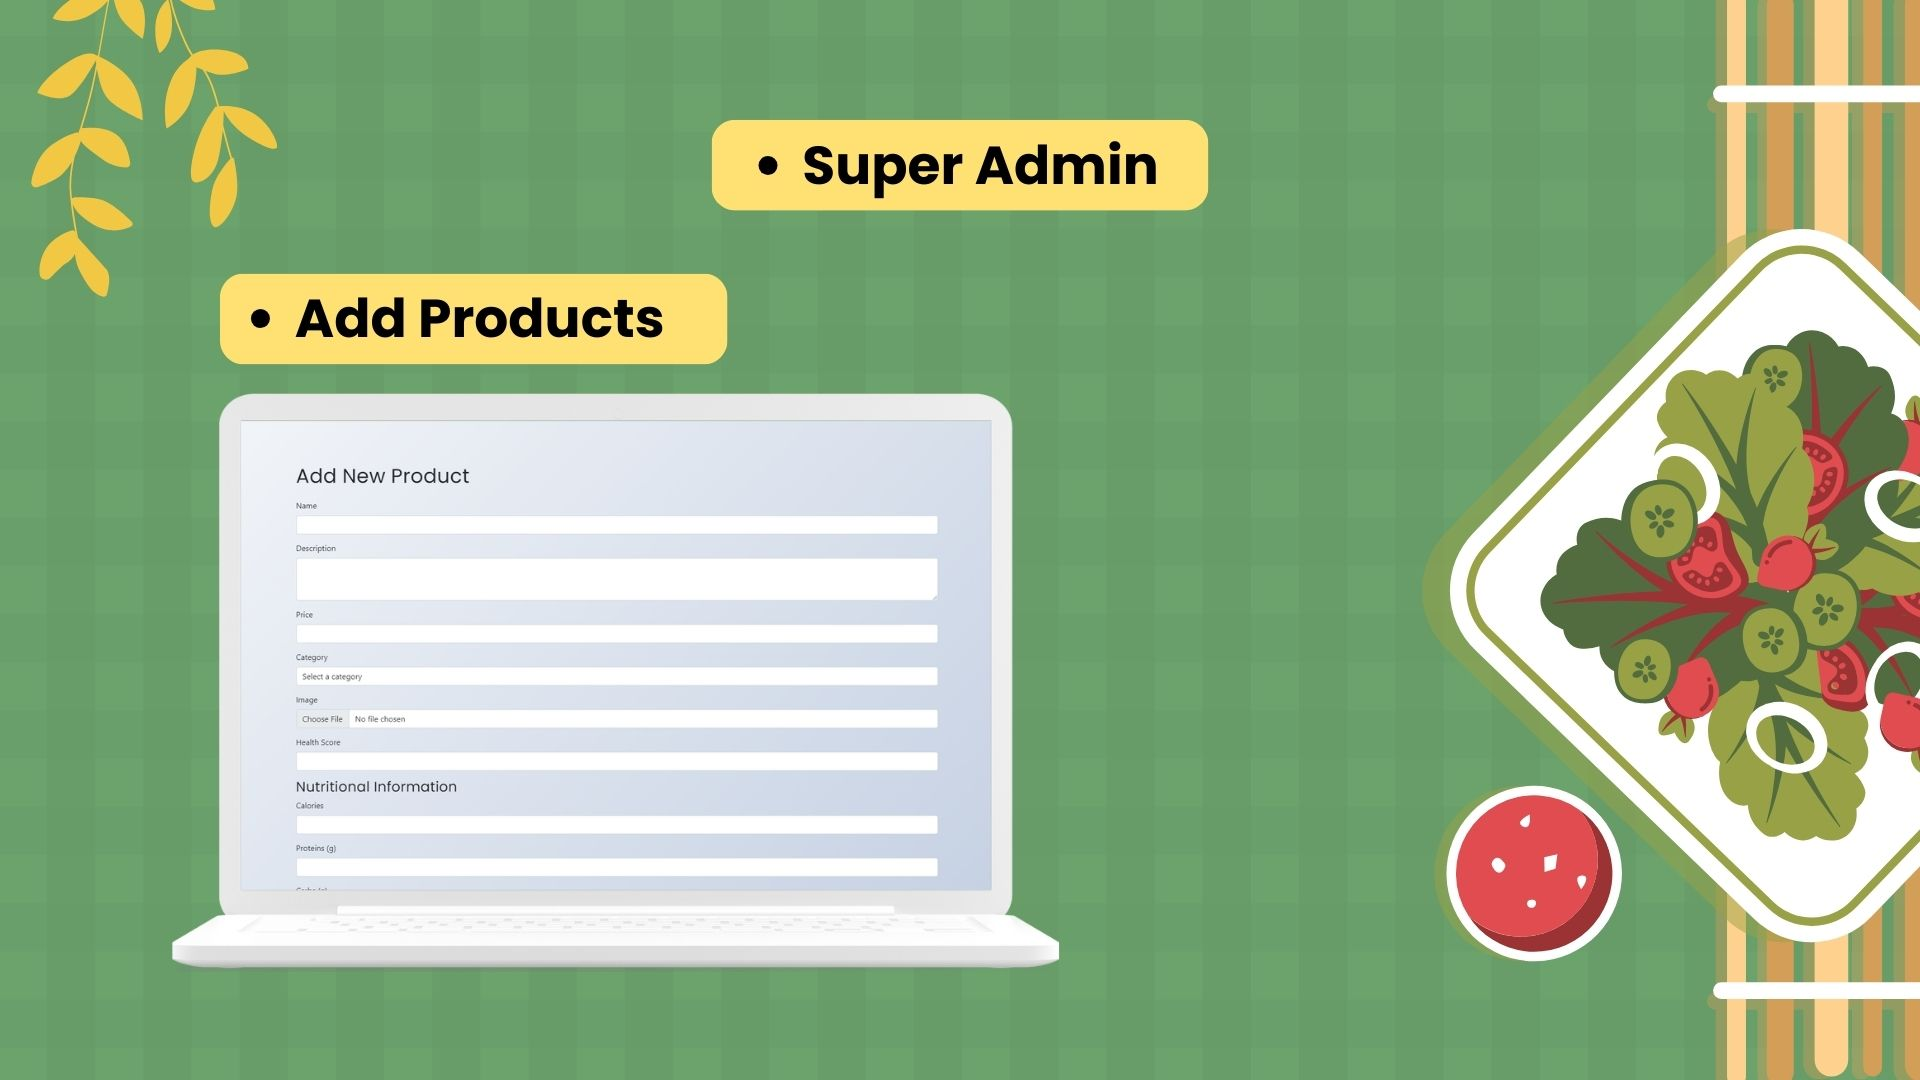 • Super Admin
• Add Products
Add New Product
Name
Description
Price
Category
Select a category
Image
Choose File No file chosen
Health Score
Nutritional Information
Calories
Proteins (g)